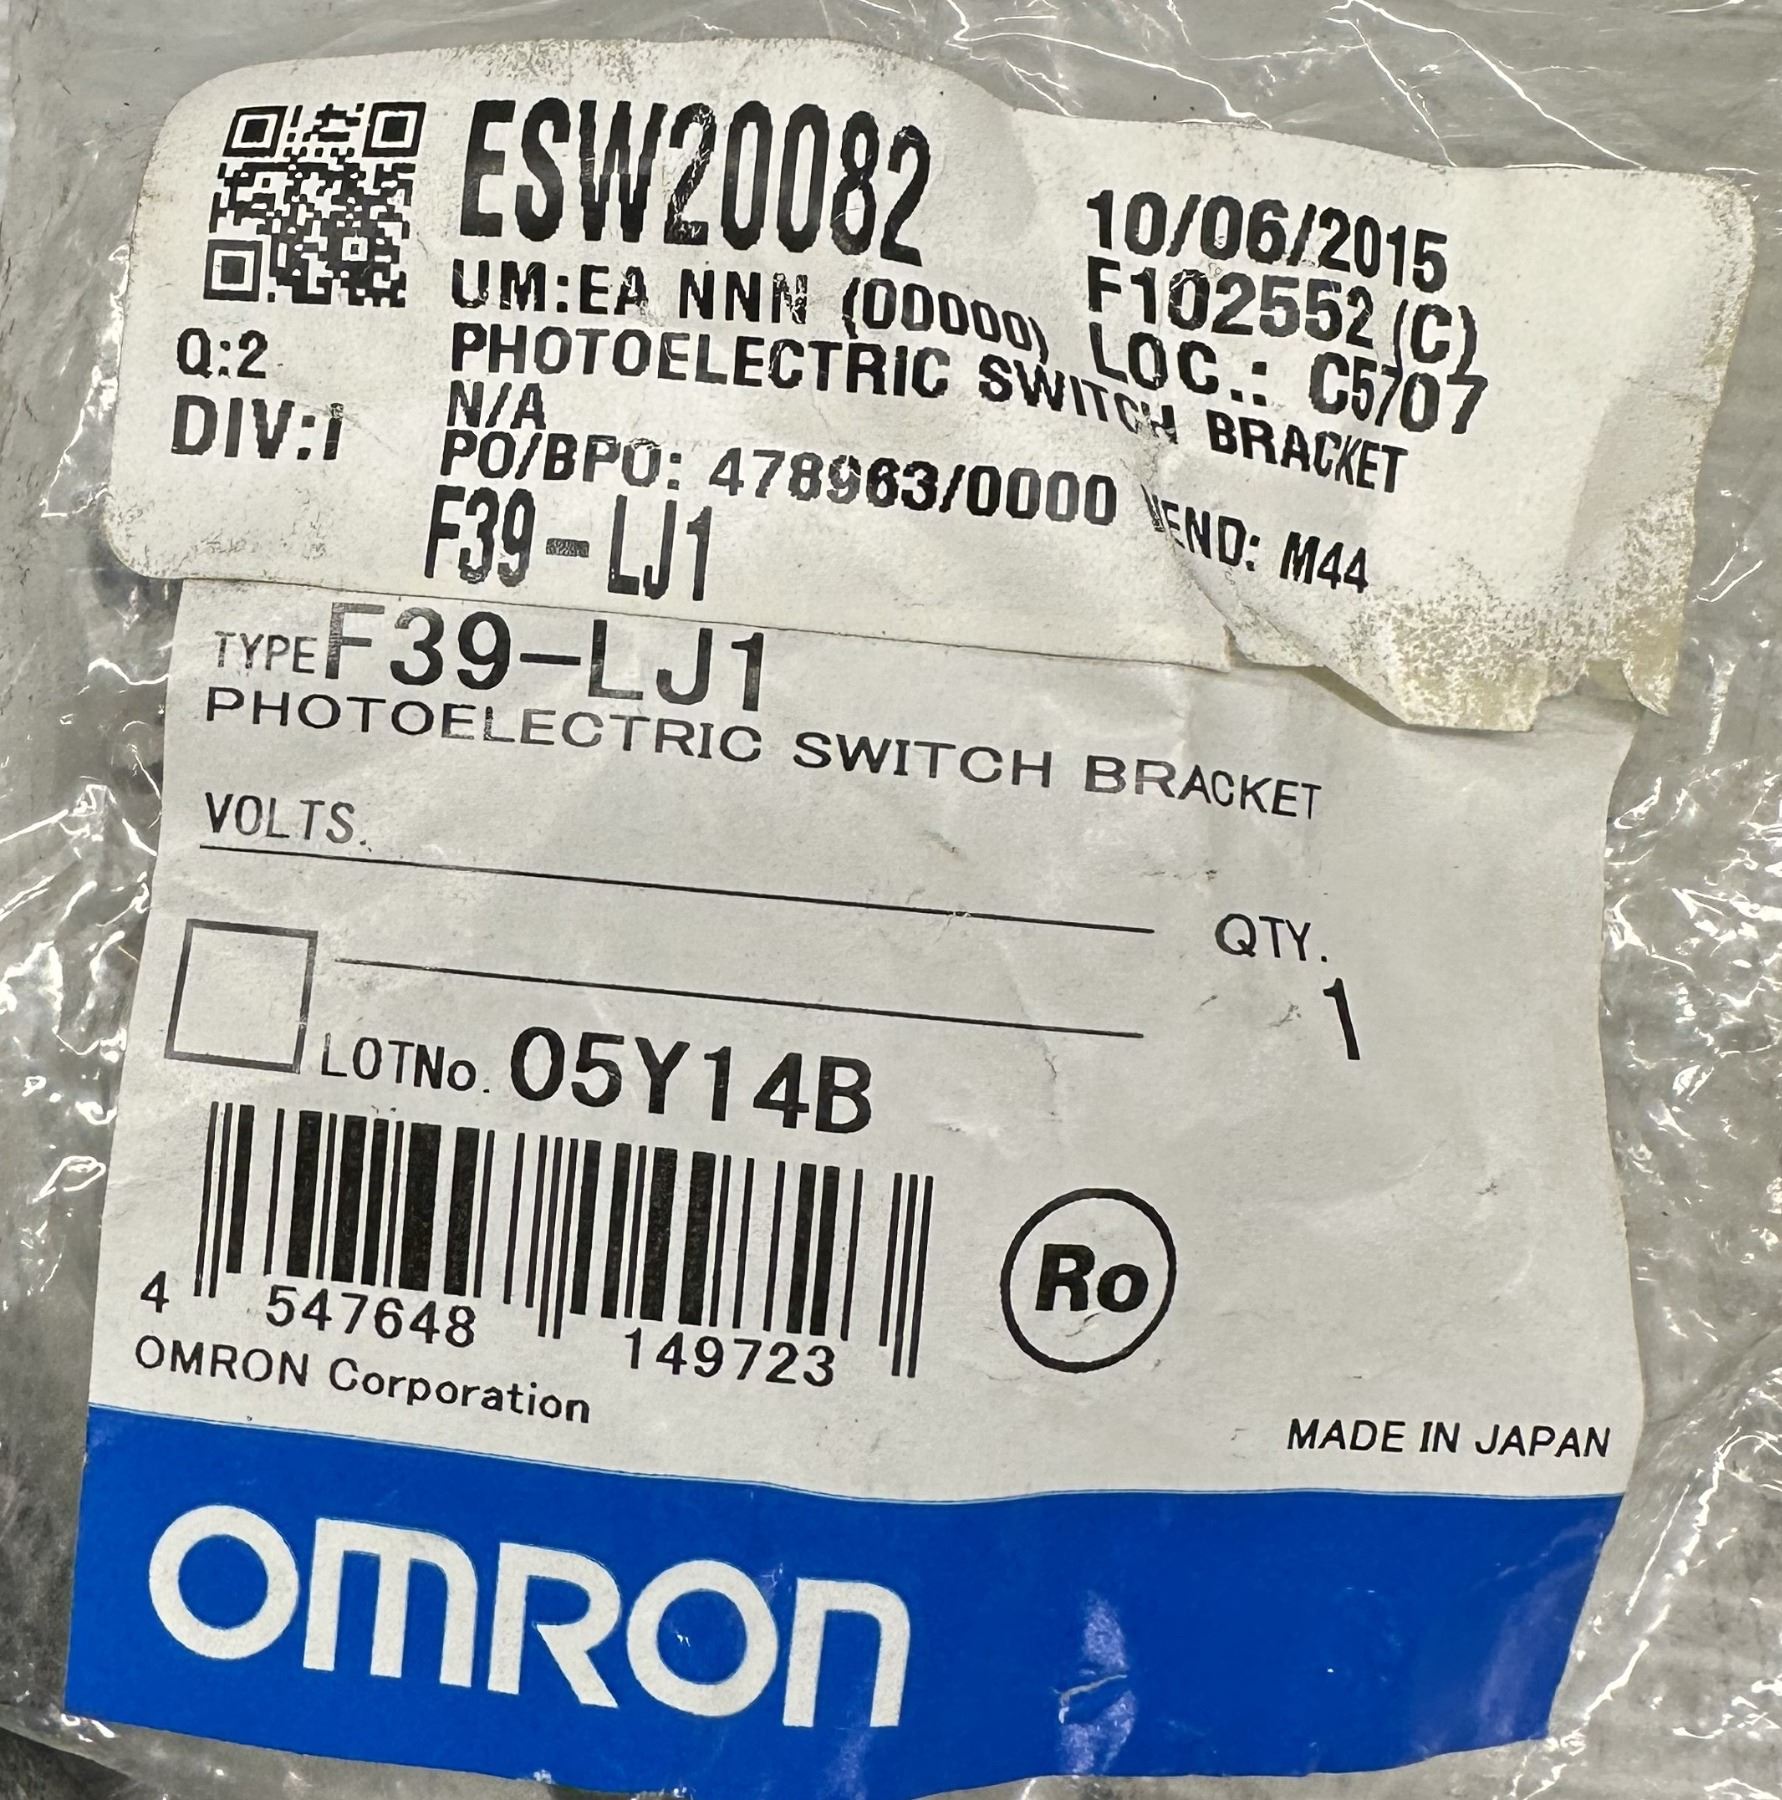 ESW20082
10/06/2015
UM:EA NNN (00000)
F102552(C)
Q:2
PHOTOELECTRIC SWITCH BRACKET
LOC.: C5707
DIV:I
N/A
PO/BPO: 478963/0000 VEND: M44
F39-LJ1
TYPE F39-LJ1
PHOTOELECTRIC SWITCH BRACKET
VOLTS.
QTY.
1
LOTNo. 05Y14B
4 547648 149723
Ro
OMRON Corporation
MADE IN JAPAN
OMRON